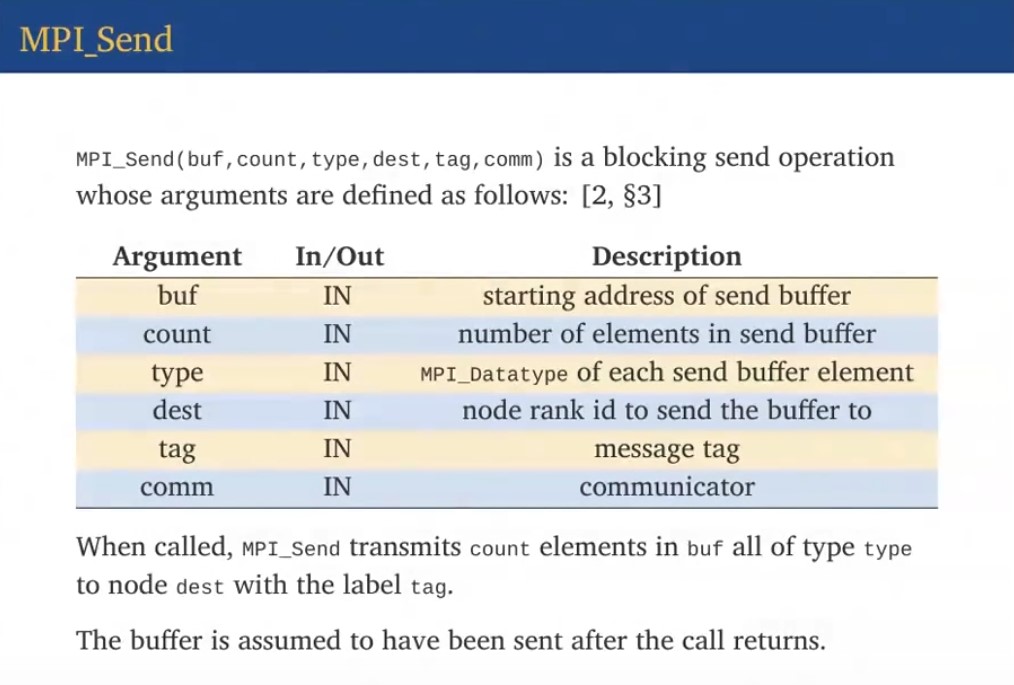 MPI_Send
MPI_Send(buf,count,type,dest,tag,comm) is a blocking send operation
whose arguments are defined as follows: [2, §3]
Argument In/Out Description
buf IN starting address of send buffer
count IN number of elements in send buffer
type IN MPI_Datatype of each send buffer element
dest IN node rank id to send the buffer to
tag IN message tag
comm IN communicator
When called, MPI_Send transmits count elements in buf all of type type
to node dest with the label tag.
The buffer is assumed to have been sent after the call returns.